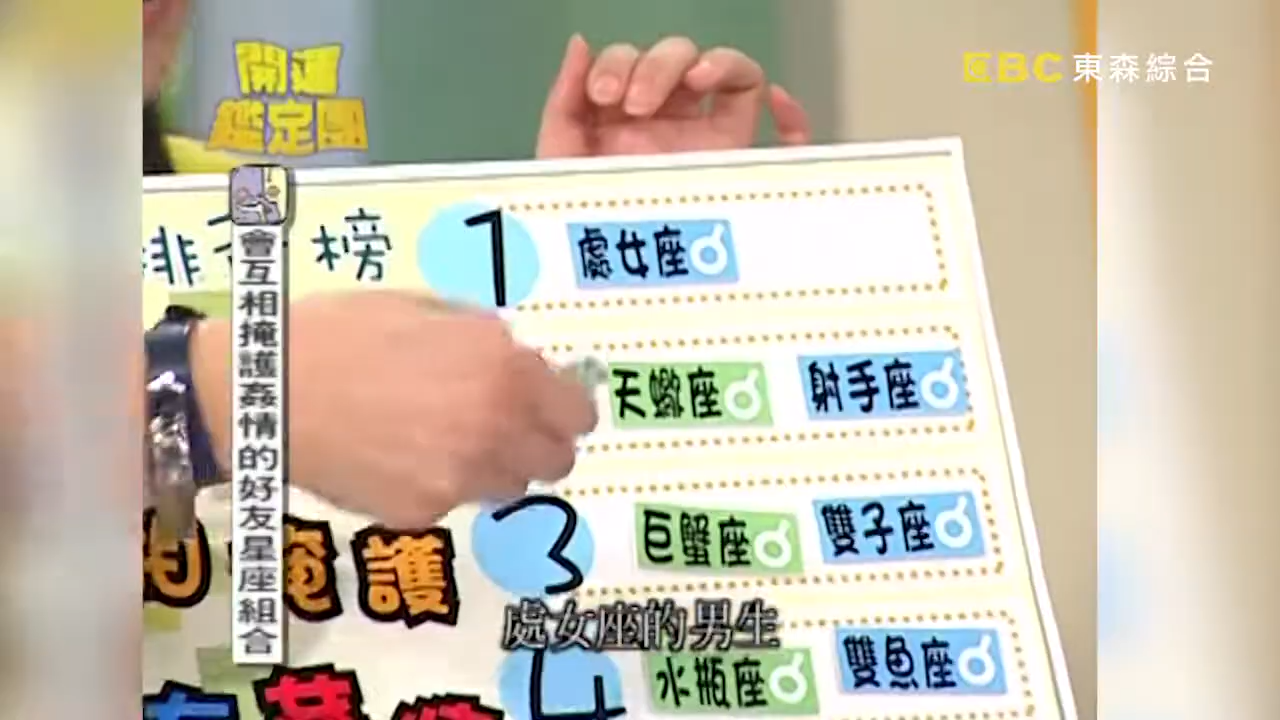 開運
鑑定團
EBC 東森綜合
會互相掩護姦情的好友星座組合
排行榜
1
處女座
天蠍座
射手座
3
巨蟹座
雙子座
掩護
處女座的男生
4
水瓶座
雙魚座